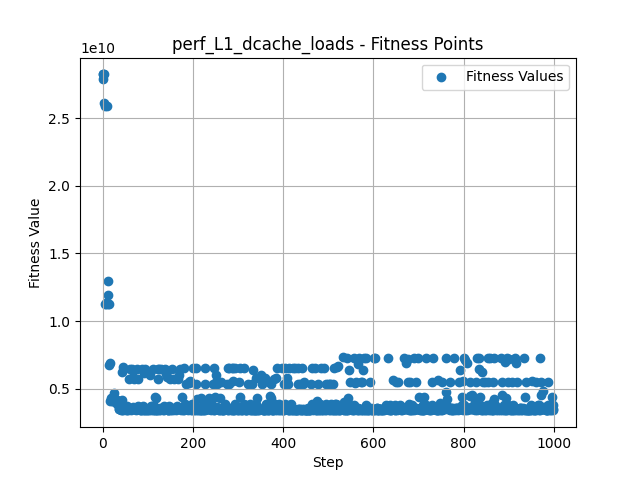 perf_L1_dcache_loads - Fitness Points
1e10
Fitness Values
2.5
2.0
1.5
1.0
0.5
Fitness Value
0 200 400 600 800 1000
Step